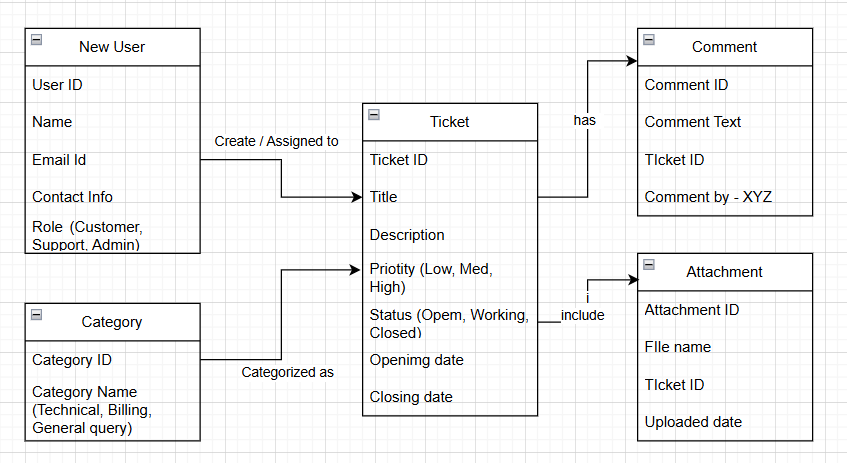 New User
User ID
Name
Email Id
Contact Info
Role (Customer,
Support, Admin)
Create / Assigned to
Category
Category ID
Category Name
(Technical, Billing,
General query)
Categorized as
Ticket
Ticket ID
Title
Description
Priotity (Low, Med,
High)
Status (Opem, Working,
Closed)
Openimg date
Closing date
has
i
include
Comment
Comment ID
Comment Text
TIcket ID
Comment by - XYZ
Attachment
Attachment ID
FIle name
TIcket ID
Uploaded date